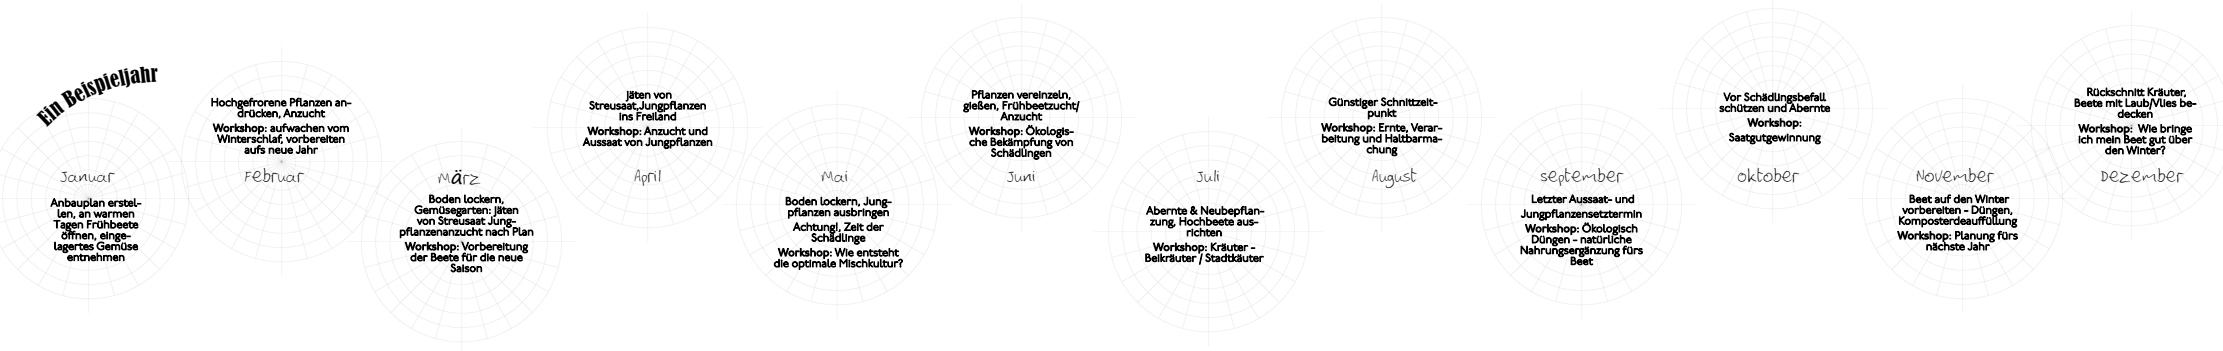 Ein Beispieljahr
Januar
Anbauplan erstel-
len, an warmen
Tagen Frühbeete
öffnen, einge-
lagertes Gemüse
entnehmen
Hochgefrorene Pflanzen an-
drücken, Anzucht
Workshop: aufwachen vom
Winterschlaf, vorbereiten
aufs neue Jahr
Februar
März
Boden lockern,
Gemüsegarten: jäten
von Streusaat Jung-
pflanzenanzucht nach Plan
Workshop: Vorbereitung
der Beete für die neue
Saison
jäten von
Streusaat,Jungpflanzen
ins Freiland
Workshop: Anzucht und
Aussaat von Jungpflanzen
April
Mai
Boden lockern, Jung-
pflanzen ausbringen
Achtung!, Zeit der
Schädlinge
Workshop: Wie entsteht
die optimale Mischkultur?
Pflanzen vereinzeln,
gießen, Frühbeetzucht/
Anzucht
Workshop: Ökologis-
che Bekämpfung von
Schädlingen
Juni
Juli
Abernte & Neubepflan-
zung, Hochbeete aus-
richten
Workshop: Kräuter -
Beikräuter / Stadtkäuter
Günstiger Schnittzeit-
punkt
Workshop: Ernte, Verar-
beitung und Haltbarma-
chung
August
september
Letzter Aussaat- und
Jungpflanzensetztermin
Workshop: Ökologisch
Düngen - natürliche
Nahrungsergänzung fürs
Beet
Vor Schädlingsbefall
schützen und Abernte
Workshop:
Saatgutgewinnung
oktober
November
Beet auf den Winter
vorbereiten - Düngen,
Komposterdeauffüllung
Workshop: Planung fürs
nächste Jahr
Rückschnitt Kräuter,
Beete mit Laub/Vlies be-
decken
Workshop: Wie bringe
ich mein Beet gut über
den Winter?
Dezember